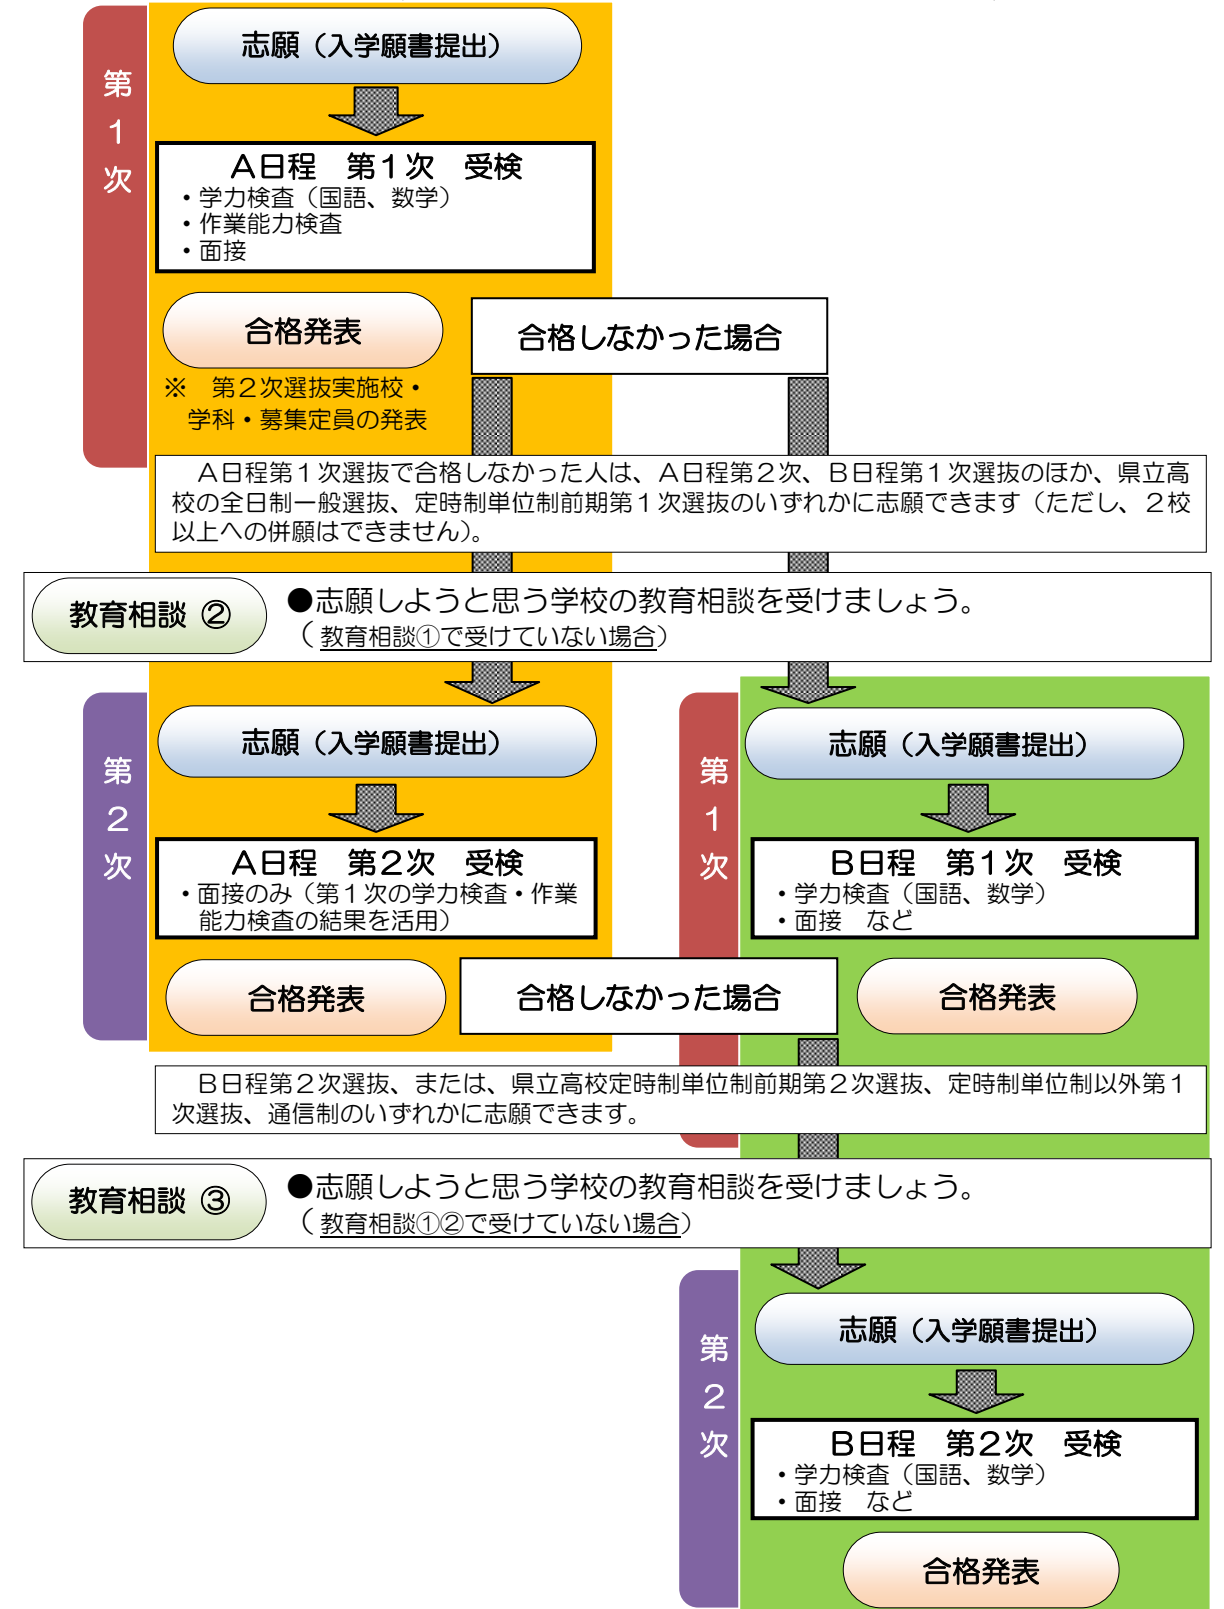 第1次
志願（入学願書提出）
A日程　第1次　受検
・学力検査（国語、数学）
・作業能力検査
・面接
合格発表
合格しなかった場合
※　第２次選抜実施校・
学科・募集定員の発表
A日程第１次選抜で合格しなかった人は、A日程第２次、B日程第１次選抜のほか、県立高
校の全日制一般選抜、定時制単位制前期第１次選抜のいずれかに志願できます（ただし、２校
以上への併願はできません）。
教育相談 ②
●志願しようと思う学校の教育相談を受けましょう。
（教育相談①で受けていない場合）
第2次
志願（入学願書提出）
A日程　第2次　受検
・面接のみ（第１次の学力検査・作業
能力検査の結果を活用）
合格発表
第1次
志願（入学願書提出）
B日程　第1次　受検
・学力検査（国語、数学）
・面接　など
合格しなかった場合
合格発表
B日程第２次選抜、または、県立高校定時制単位制前期第２次選抜、定時制単位制以外第１
次選抜、通信制のいずれかに志願できます。
教育相談 ③
●志願しようと思う学校の教育相談を受けましょう。
（教育相談①②で受けていない場合）
第2次
志願（入学願書提出）
B日程　第2次　受検
・学力検査（国語、数学）
・面接　など
合格発表